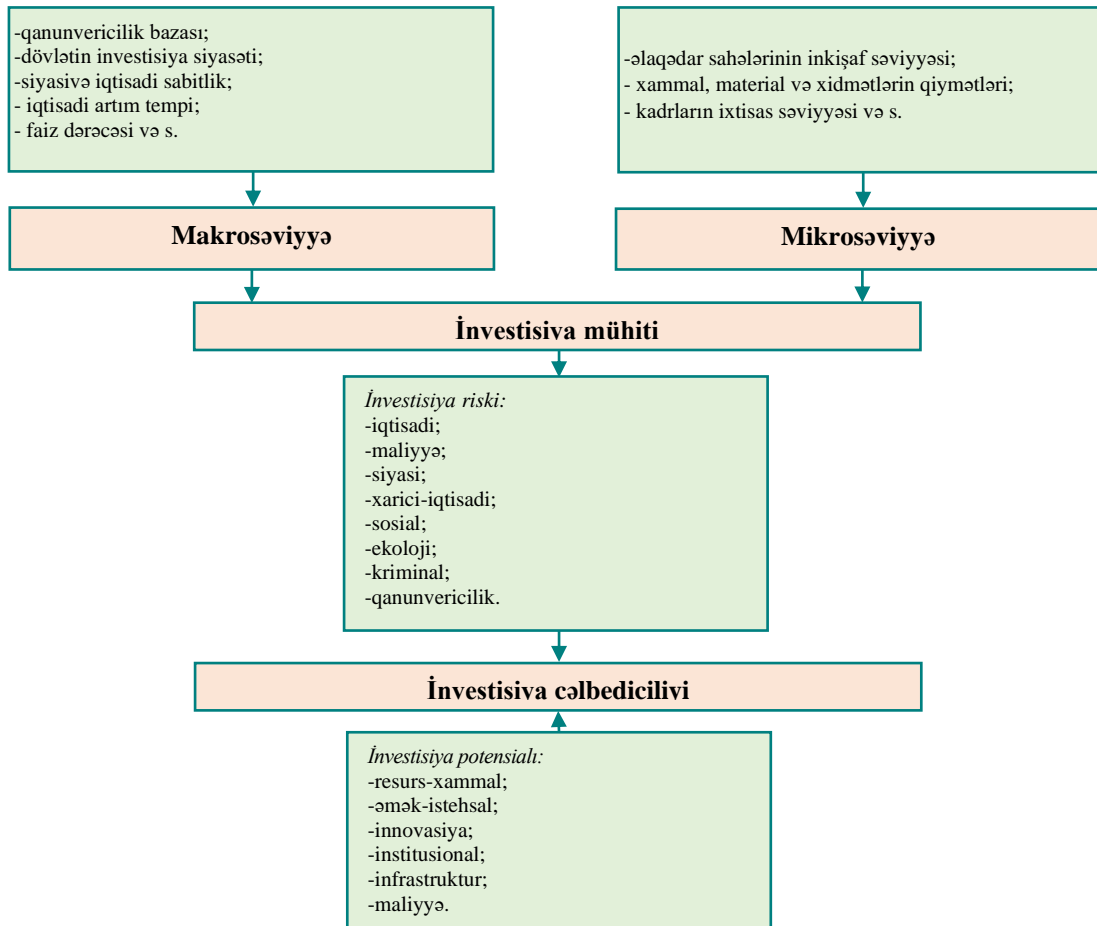 -qanunvericilik bazası;
-dövlətin investisiya siyasəti;
-siyasivə iqtisadi sabitlik;
- iqtisadi artım tempi;
- faiz dərəcəsi və s.
-əlaqədar sahələrinin inkişaf səviyyəsi;
- xammal, material və xidmətlərin qiymətləri;
- kadrların ixtisas səviyyəsi və s.
Makrosəviyyə
Mikrosəviyyə
İnvestisiva mühiti
İnvestisiya riski:
-iqtisadi;
-maliyyə;
-siyasi;
-xarici-iqtisadi;
-sosial;
-ekoloji;
-kriminal;
-qanunvericilik.
İnvestisiva cəlbedicilivi
İnvestisiya potensialı:
-resurs-xammal;
-əmək-istehsal;
-innovasiya;
-institusional;
-infrastruktur;
-maliyyə.